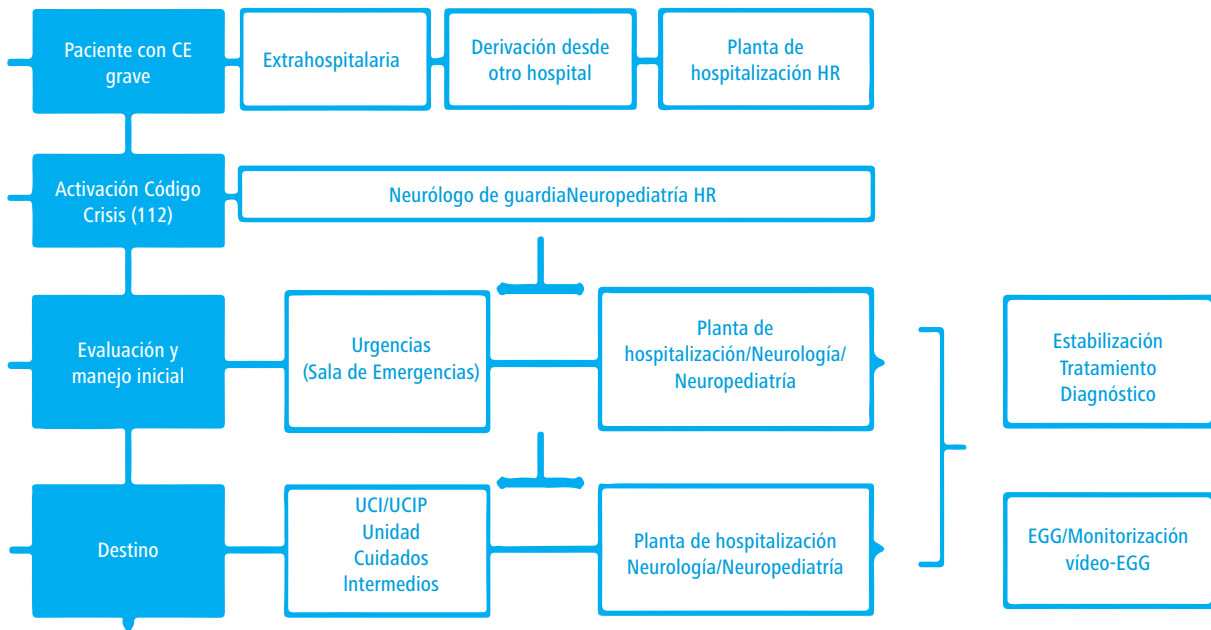 Paciente con CE
grave
Extrahospitalaria
Derivación desde
otro hospital
Planta de
hospitalización HR
Activación Código
Crisis (112)
Neurólogo de guardiaNeuropediatría HR
Evaluación y
manejo inicial
Urgencias
(Sala de Emergencias)
Planta de
hospitalización/Neurología/
Neuropediatría
Estabilización
Tratamiento
Diagnóstico
Destino
UCI/UCIP
Unidad
Cuidados
Intermedios
Planta de hospitalización
Neurología/Neuropediatría
EGG/Monitorización
vídeo-EGG